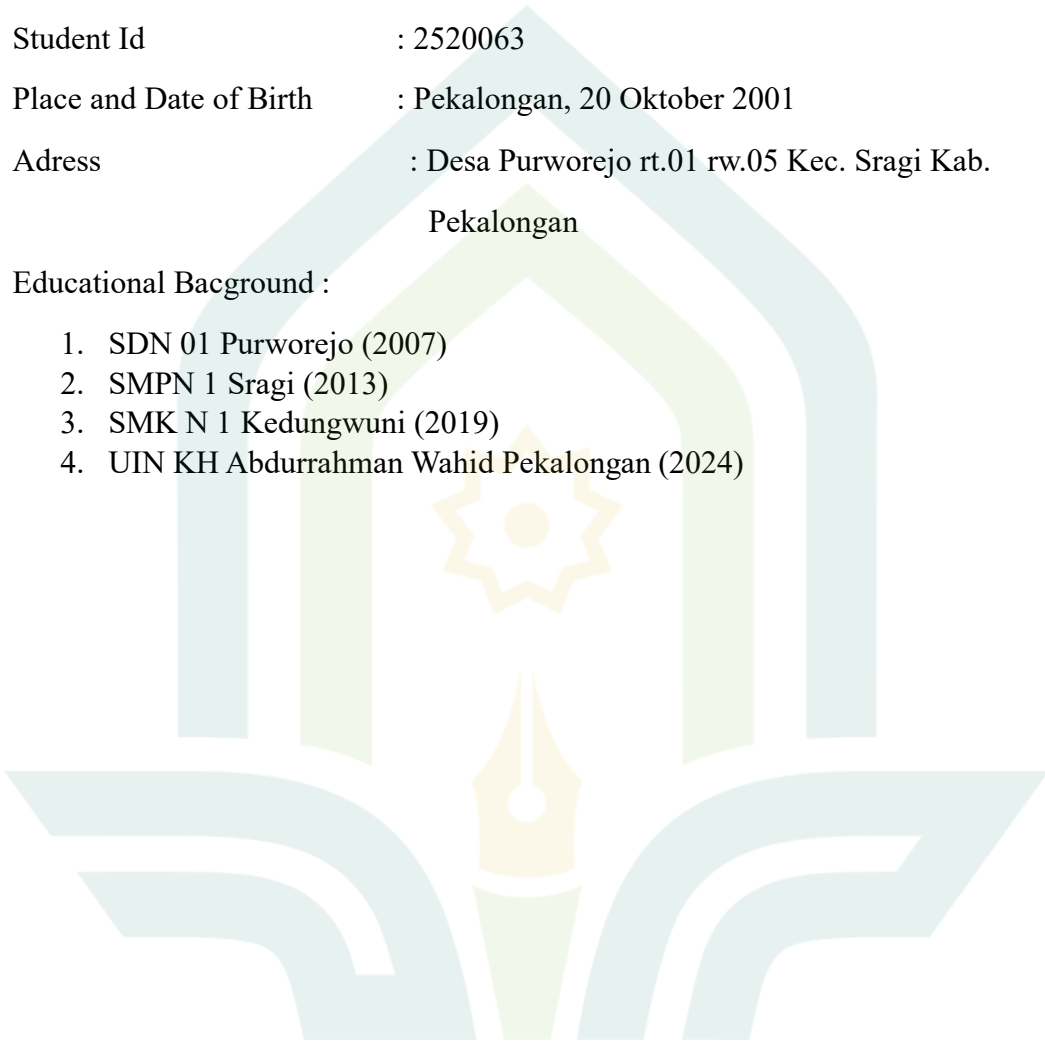 Student Id : 2520063
Place and Date of Birth : Pekalongan, 20 Oktober 2001
Adress : Desa Purworejo rt.01 rw.05 Kec. Sragi Kab.
Pekalongan
Educational Bacground :
1. SDN 01 Purworejo (2007)
2. SMPN 1 Sragi (2013)
3. SMK N 1 Kedungwuni (2019)
4. UIN KH Abdurrahman Wahid Pekalongan (2024)